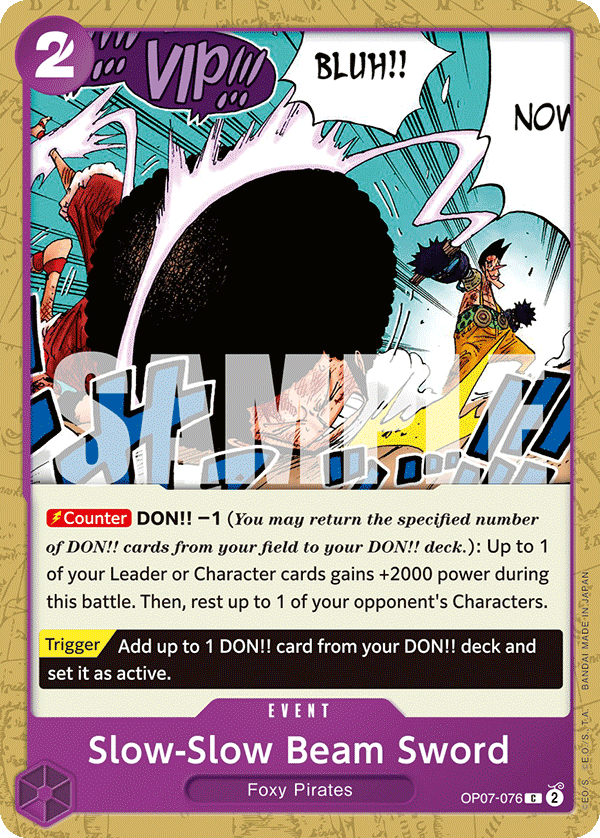 2
VIP!!!
BLUH!!
NOW
SAMPLE
Counter DON!! −1 (You may return the specified number
of DON!! cards from your field to your DON!! deck.): Up to 1
of your Leader or Character cards gains +2000 power during
this battle. Then, rest up to 1 of your opponent's Characters.
Trigger Add up to 1 DON!! card from your DON!! deck and
set it as active.
EVENT
Slow-Slow Beam Sword
Foxy Pirates
OP07-076 C 2
©E.O./S. ©E.O./S.,T.A. BANDAI MADE IN JAPAN